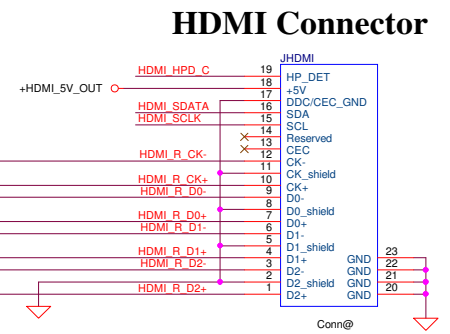 HDMI Connector
JHDMI
HDMI_HPD_C 19 HP_DET
+HDMI_5V_OUT 18 +5V
17 DDC/CEC_GND
HDMI_SDATA 16 SDA
HDMI_SCLK 15 SCL
14 Reserved
13 CEC
HDMI_R_CK- 12 CK-
11 CK_shield
HDMI_R_CK+ 10 CK+
HDMI_R_D0- 9 D0-
8 D0_shield
HDMI_R_D0+ 7 D0+
HDMI_R_D1- 6 D1-
5 D1_shield
HDMI_R_D1+ 4 D1+ GND 23
HDMI_R_D2- 3 D2- GND 22
2 D2_shield GND 21
HDMI_R_D2+ 1 D2+ GND 20
Conn@